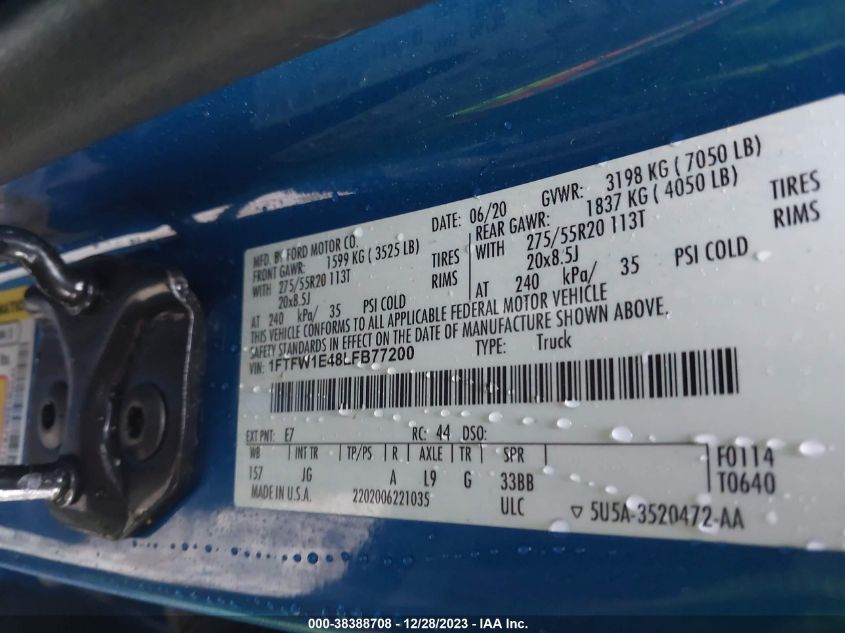 MFD. BY FORD MOTOR CO.
DATE: 06/20 GVWR: 3198 KG ( 7050 LB)
FRONT GAWR: 1599 KG ( 3525 LB)
REAR GAWR: 1837 KG ( 4050 LB)
WITH 275/55R20 113T TIRES
WITH 275/55R20 113T TIRES
20x8.5J RIMS
20x8.5J RIMS
AT 240 kPa/ 35 PSI COLD
AT 240 kPa/ 35 PSI COLD
THIS VEHICLE CONFORMS TO ALL APPLICABLE FEDERAL MOTOR VEHICLE
SAFETY STANDARDS IN EFFECT ON THE DATE OF MANUFACTURE SHOWN ABOVE.
VIN: 1FTFW1E48LFB77200 TYPE: Truck
EXT PNT: E7 RC: 44 DSO:
WB INT TR TP/PS R AXLE TR SPR
157 JG A L9 G 33BB
F0114
T0640
MADE IN U.S.A. 2202006221035 ULC
5U5A-3520472-AA
000-38388708 - 12/28/2023 - IAA Inc.